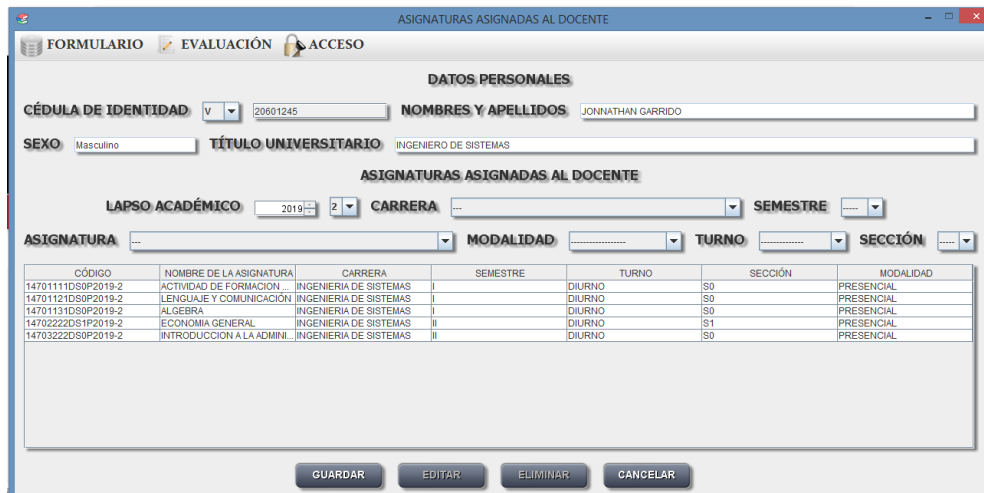 ASIGNATURAS ASIGNADAS AL DOCENTE
FORMULARIO EVALUACIÓN ACCESO
DATOS PERSONALES
CÉDULA DE IDENTIDAD V 20601245 NOMBRES Y APELLIDOS JONNATHAN GARRIDO
SEXO Masculino TÍTULO UNIVERSITARIO INGENIERO DE SISTEMAS
ASIGNATURAS ASIGNADAS AL DOCENTE
LAPSO ACADÉMICO 2019 2 CARRERA --- SEMESTRE -----
ASIGNATURA --- MODALIDAD ------------------ TURNO -------------- SECCIÓN -----
CÓDIGO NOMBRE DE LA ASIGNATURA CARRERA SEMESTRE TURNO SECCIÓN MODALIDAD
14701111DS0P2019-2 ACTIVIDAD DE FORMACION ... INGENIERIA DE SISTEMAS I DIURNO S0 PRESENCIAL
14701121DS0P2019-2 LENGUAJE Y COMUNICACIÓN INGENIERIA DE SISTEMAS I DIURNO S0 PRESENCIAL
14701131DS0P2019-2 ALGEBRA INGENIERIA DE SISTEMAS I DIURNO S0 PRESENCIAL
14702222DS1P2019-2 ECONOMIA GENERAL INGENIERIA DE SISTEMAS II DIURNO S1 PRESENCIAL
14703222DS0P2019-2 INTRODUCCION A LA ADMINI... INGENIERIA DE SISTEMAS II DIURNO S0 PRESENCIAL
GUARDAR EDITAR ELIMINAR CANCELAR